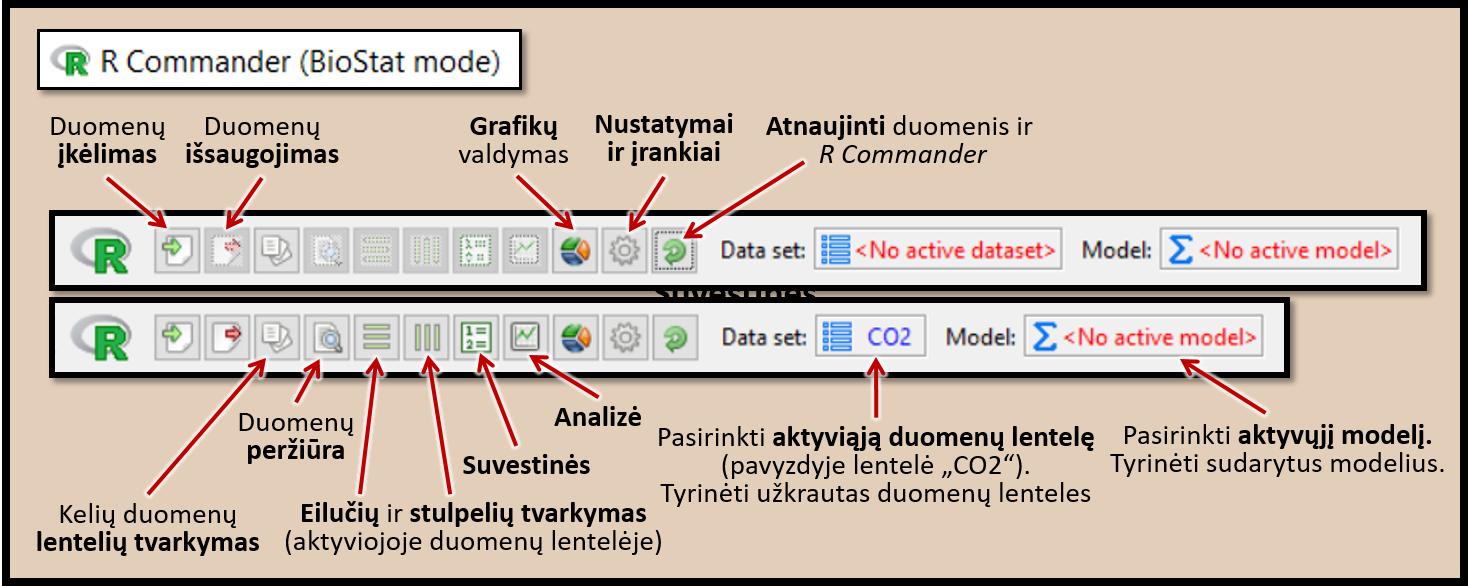 R Commander (BioStat mode)
Duomenų
įkėlimas
Duomenų
išsaugojimas
Grafikų
valdymas
Nustatymai
ir įrankiai
Atnaujinti duomenis ir
R Commander
R Data set: <No active dataset> Model: Σ <No active model>
Suvestinės
R Data set: CO2 Model: Σ <No active model>
Duomenų
peržiūra
Analizė
Suvestinės
Pasirinkti aktyviąją duomenų lentelę
(pavyzdyje lentelė „CO2“).
Tyrinėti užkrautas duomenų lenteles
Pasirinkti aktyvųjį modelį.
Tyrinėti sudarytus modelius.
Kelių duomenų
lentelių tvarkymas
Eilučių ir stulpelių tvarkymas
(aktyviojoje duomenų lentelėje)